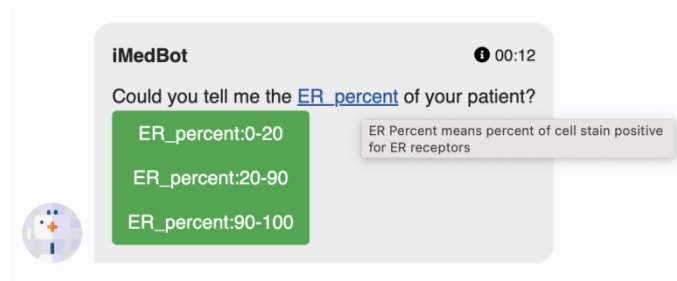 iMedBot
00:12
Could you tell me the ER_percent of your patient?
ER_percent:0-20
ER Percent means percent of cell stain positive
for ER receptors
ER_percent:20-90
ER_percent:90-100